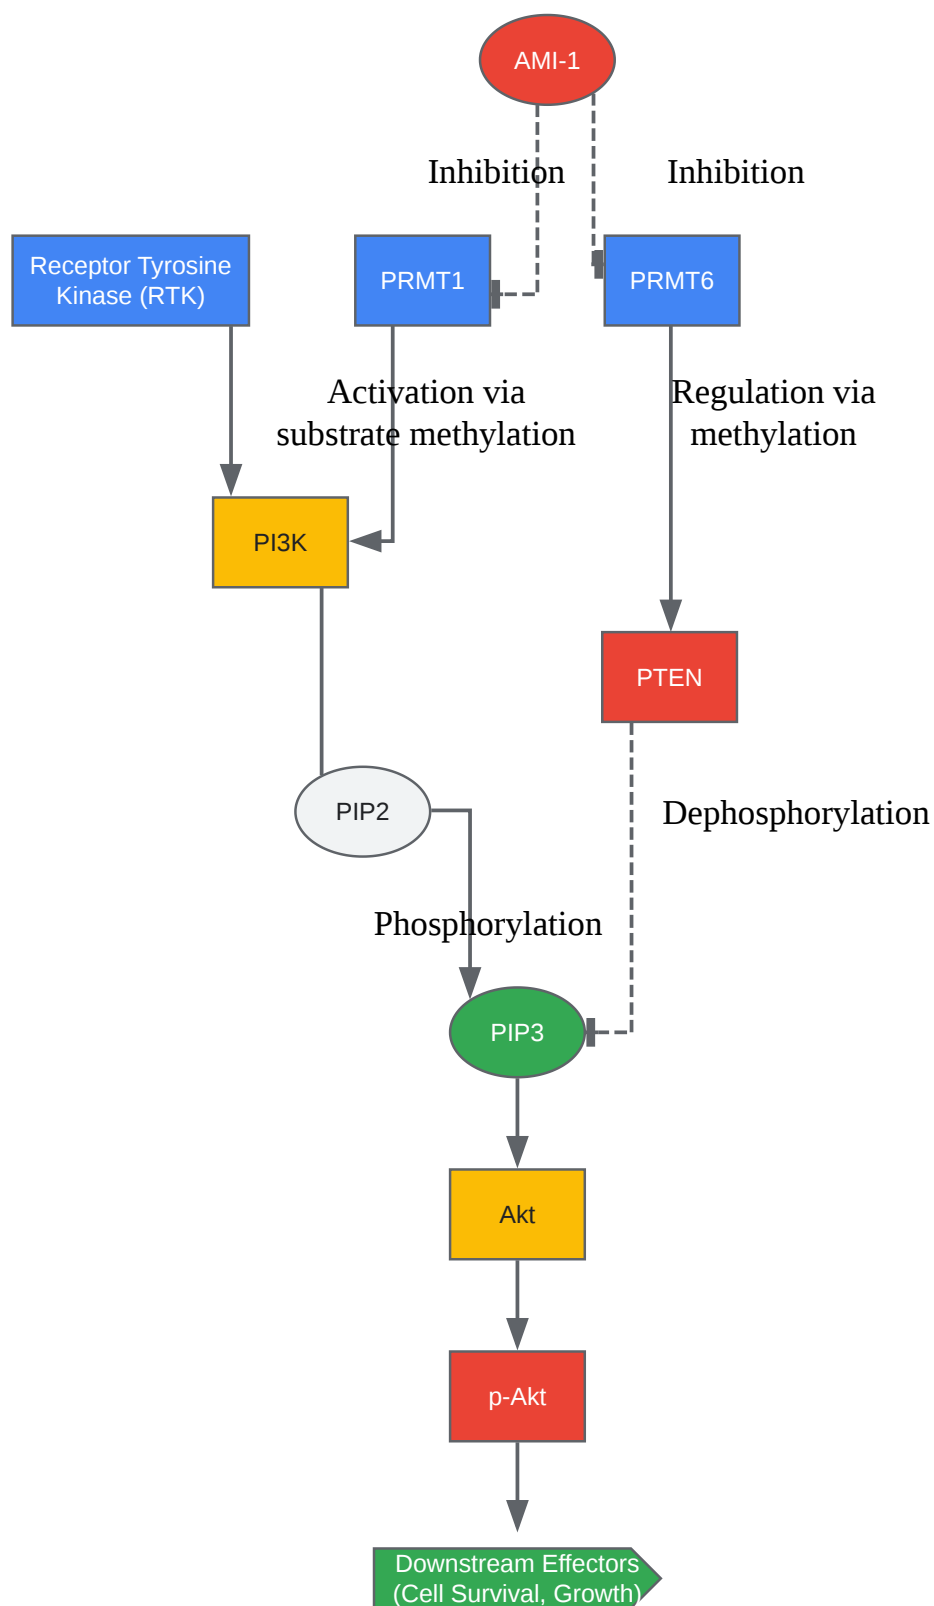 AMI-1
Inhibition
Inhibition
Receptor Tyrosine
Kinase (RTK)
PRMT1
PRMT6
Activation via
substrate methylation
Regulation via
methylation
PI3K
PTEN
PIP2
Dephosphorylation
Phosphorylation
PIP3
Akt
p-Akt
Downstream Effectors
(Cell Survival, Growth)